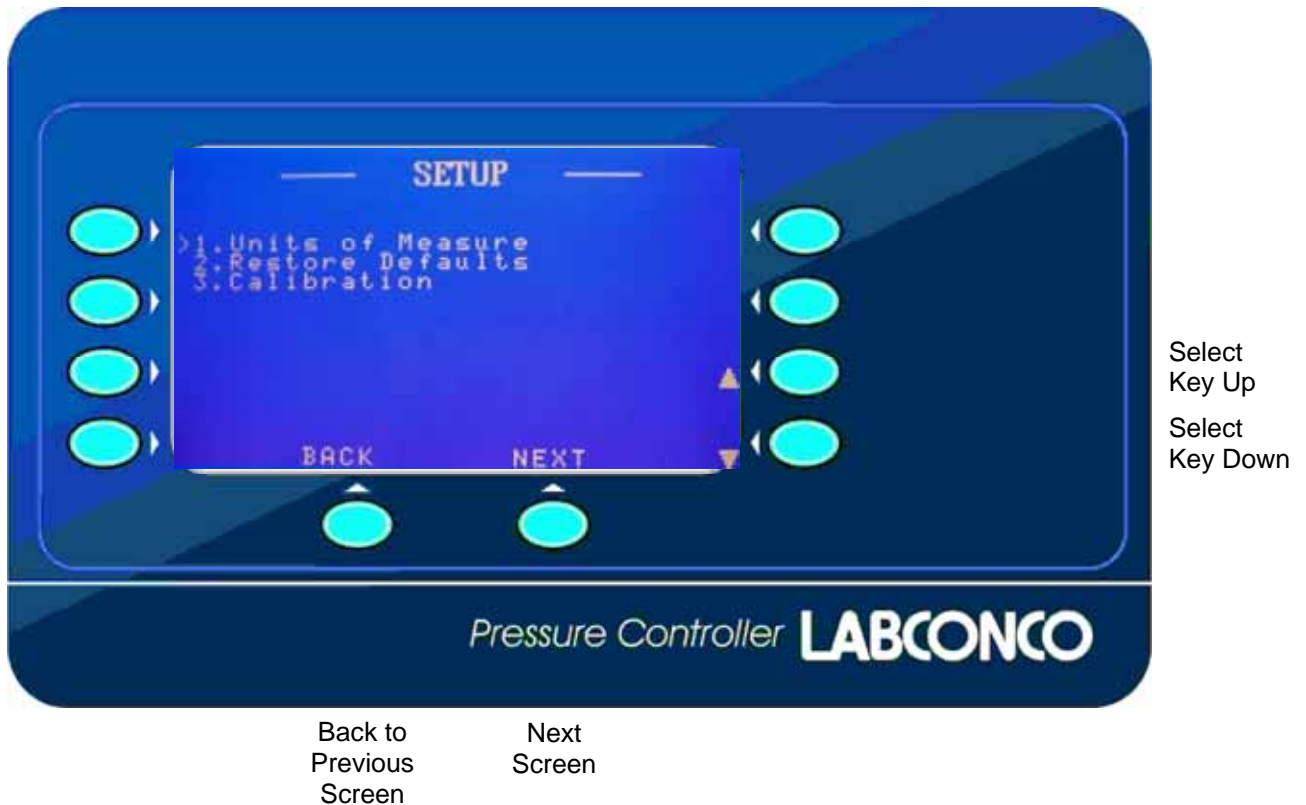 SETUP
>1.Units of Measure
2.Restore Defaults
3.Calibration
BACK NEXT
Select
Key Up
Select
Key Down
Pressure Controller LABCONCO
Back to
Previous
Screen
Next
Screen